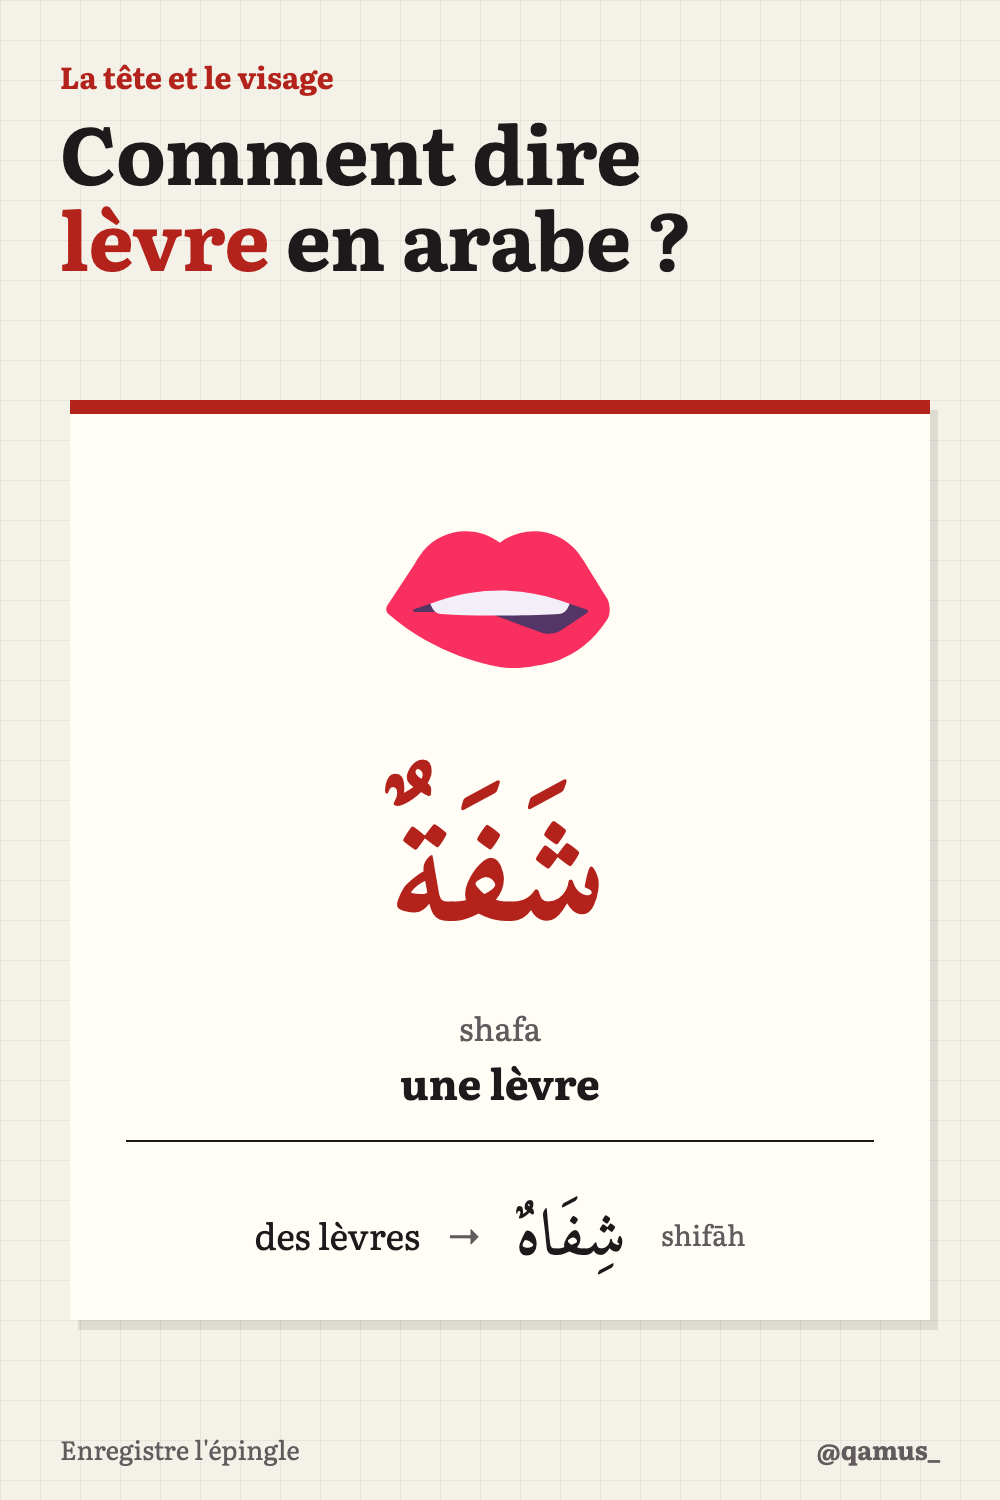 La tête et le visage
Comment dire
lèvre en arabe ?
شَفَةٌ
shafa
une lèvre
des lèvres → شِفَاهٌ shifāh
Enregistre l'épingle
@qamus_